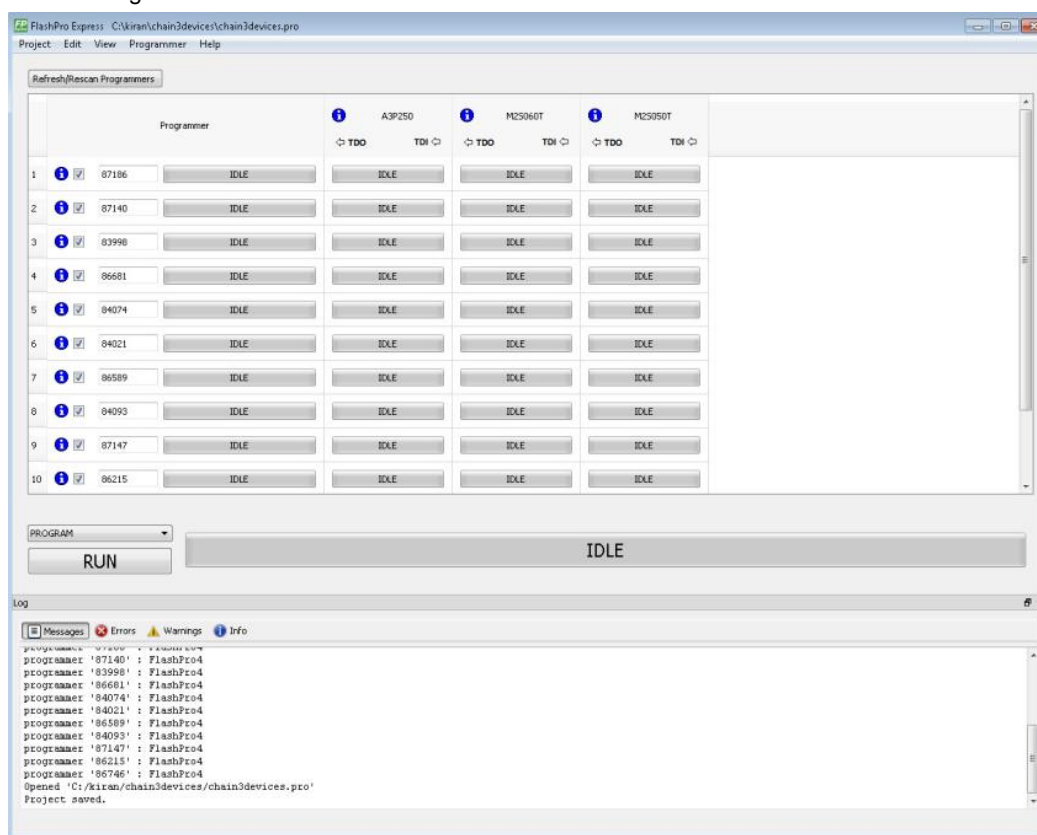 FlashPro Express C:\kiran\chain3devices\chain3devices.pro
Project Edit View Programmer Help
Refresh/Rescan Programmers
Programmer
A3P250 M2S060T M2S050T
TDO TDI TDO TDI TDO TDI
1 87186 IDLE IDLE IDLE IDLE
2 87140 IDLE IDLE IDLE IDLE
3 83998 IDLE IDLE IDLE IDLE
4 86681 IDLE IDLE IDLE IDLE
5 84074 IDLE IDLE IDLE IDLE
6 84021 IDLE IDLE IDLE IDLE
7 86589 IDLE IDLE IDLE IDLE
8 84093 IDLE IDLE IDLE IDLE
9 87147 IDLE IDLE IDLE IDLE
10 86215 IDLE IDLE IDLE IDLE
PROGRAM
RUN
IDLE
Log
Messages Errors Warnings Info
programmer '87140' : FlashPro4
programmer '83998' : FlashPro4
programmer '86681' : FlashPro4
programmer '84074' : FlashPro4
programmer '84021' : FlashPro4
programmer '86589' : FlashPro4
programmer '84093' : FlashPro4
programmer '87147' : FlashPro4
programmer '86215' : FlashPro4
programmer '86746' : FlashPro4
Opened 'C:/kiran/chain3devices/chain3devices.pro'
Project saved.